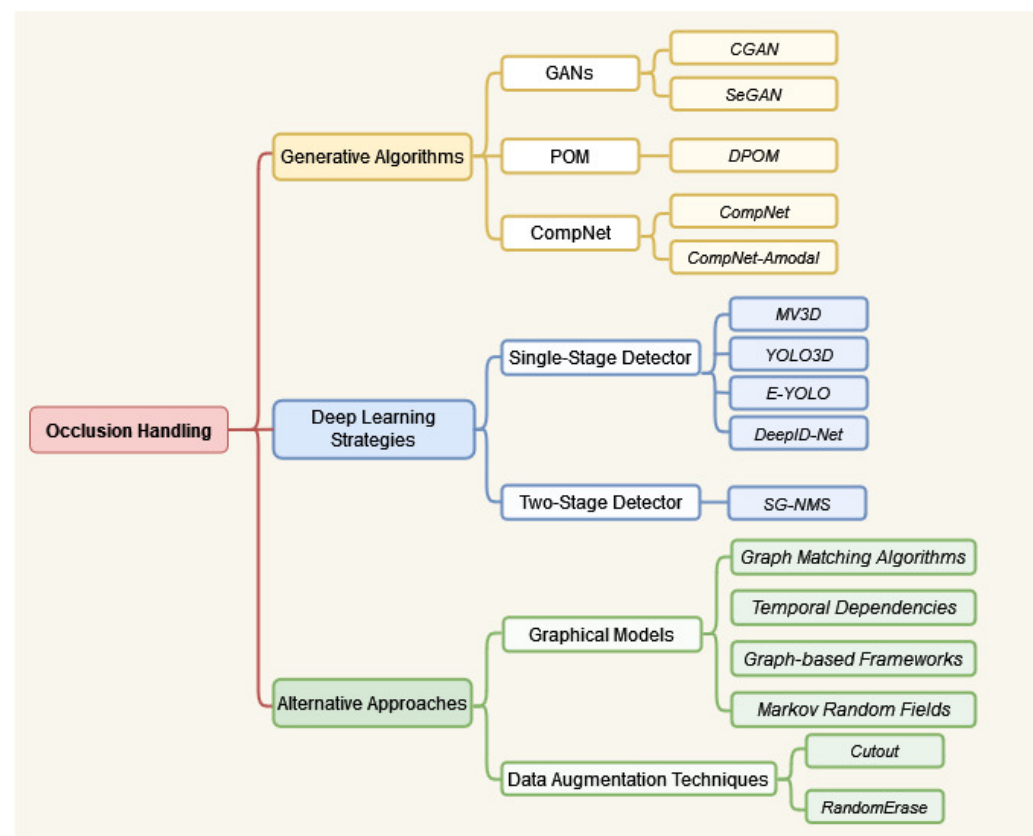 Occlusion Handling
Generative Algorithms
GANs
CGAN
SeGAN
POM
DPOM
CompNet
CompNet
CompNet-Amodal
Deep Learning
Strategies
Single-Stage Detector
MV3D
YOLO3D
E-YOLO
DeepID-Net
Two-Stage Detector
SG-NMS
Alternative Approaches
Graphical Models
Graph Matching Algorithms
Temporal Dependencies
Graph-based Frameworks
Markov Random Fields
Data Augmentation Techniques
Cutout
RandomErase